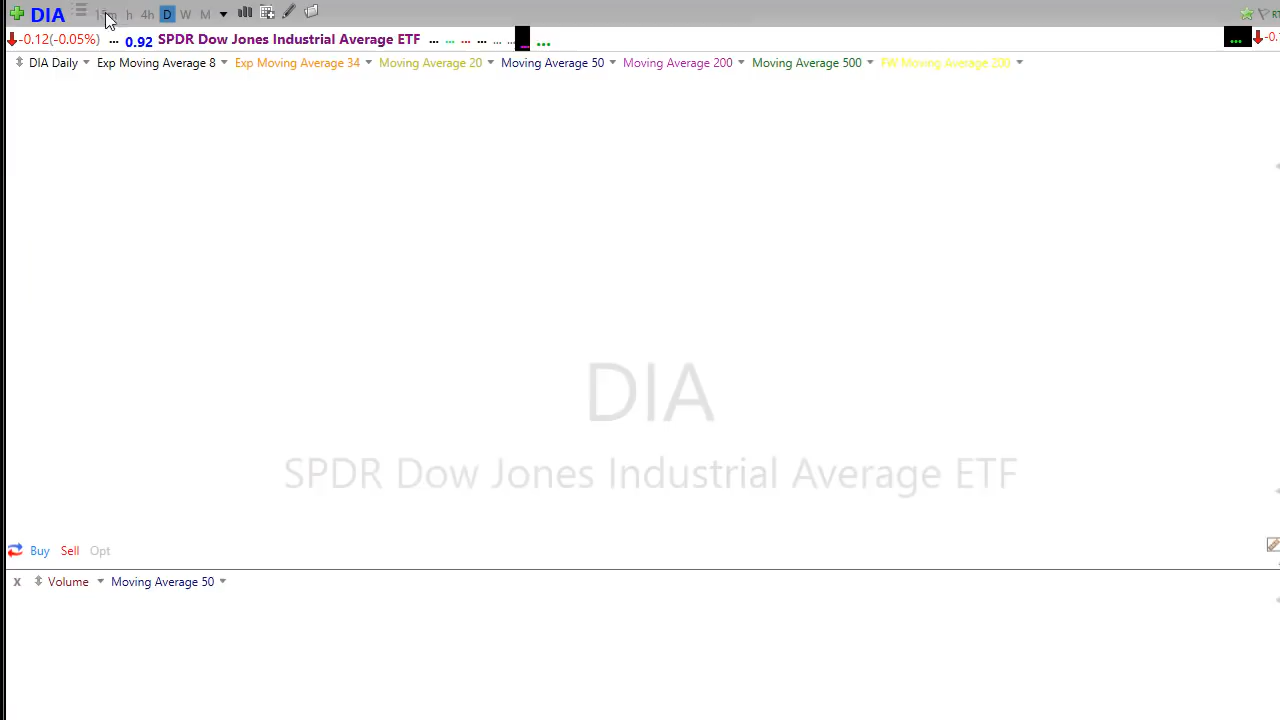 DIA h 4h D W M RT
-0.12(-0.05%) ... 0.92 SPDR Dow Jones Industrial Average ETF ... ... ... ... ... ... ... ... ...
DIA Daily Exp Moving Average 8 Exp Moving Average 34 Moving Average 20 Moving Average 50 Moving Average 200 Moving Average 500 FW Moving Average 200
DIA
SPDR Dow Jones Industrial Average ETF
Buy Sell Opt
x Volume Moving Average 50